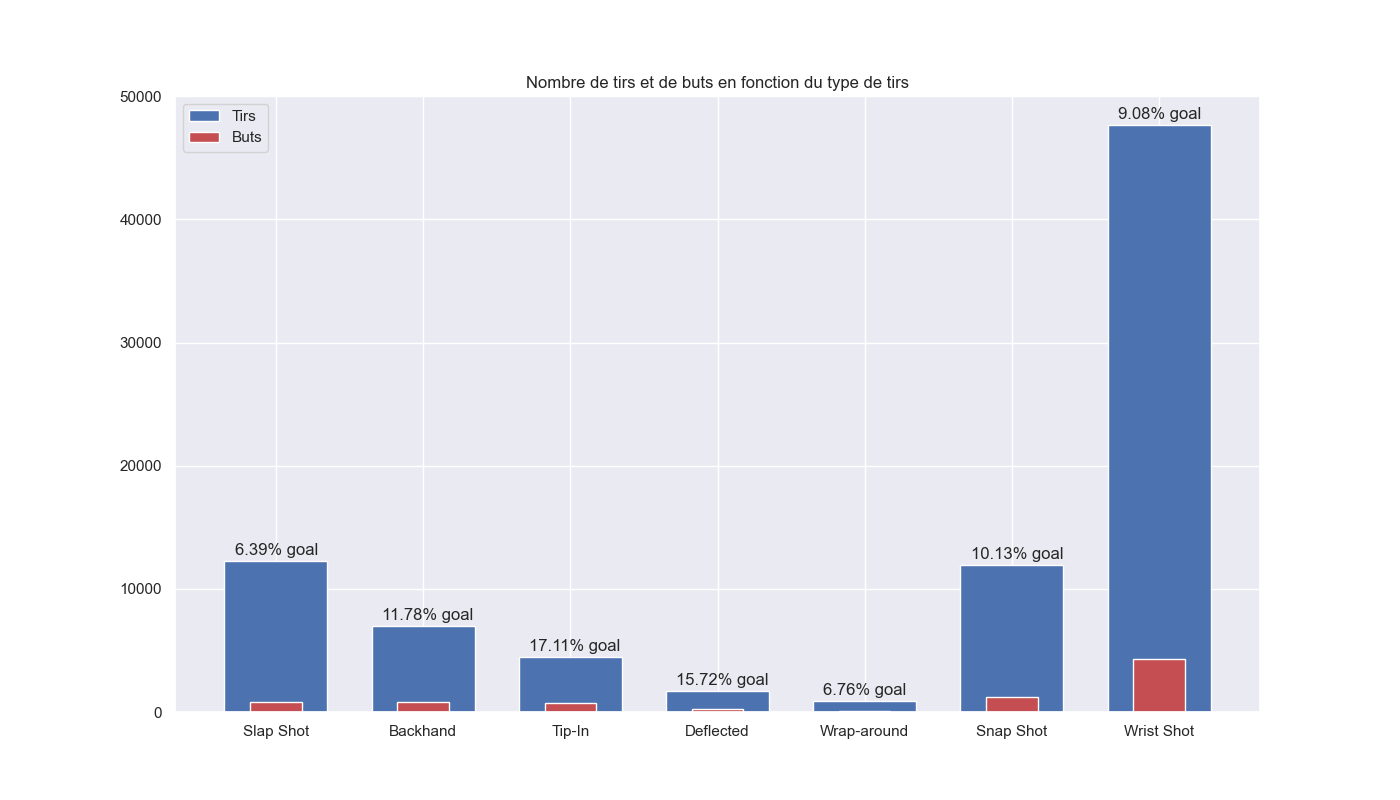 Nombre de tirs et de buts en fonction du type de tirs
50000
40000
30000
20000
10000
0
Tirs
Buts
6.39% goal
11.78% goal
17.11% goal
15.72% goal
6.76% goal
10.13% goal
9.08% goal
Slap Shot
Backhand
Tip-In
Deflected
Wrap-around
Snap Shot
Wrist Shot